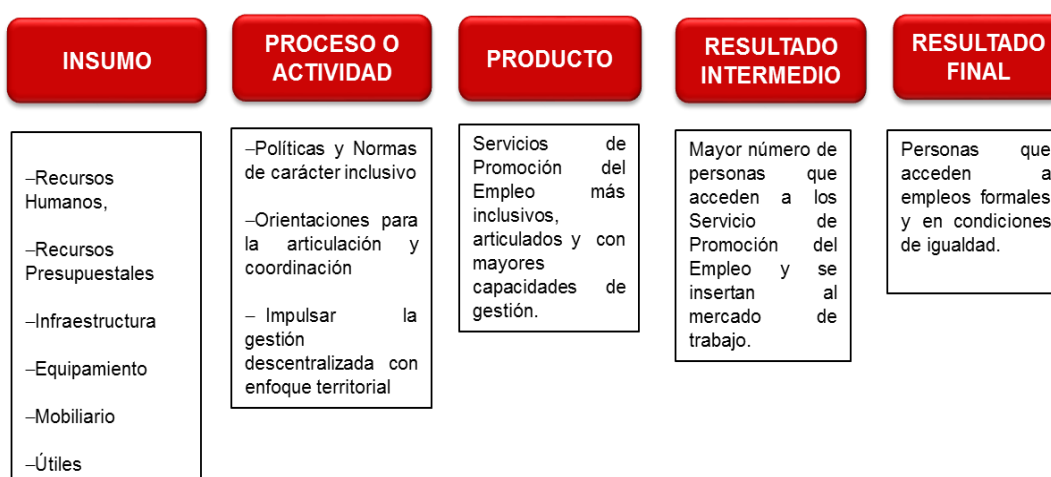 INSUMO
–Recursos
Humanos,
–Recursos
Presupuestales
–Infraestructura
–Equipamiento
–Mobiliario
–Útiles
PROCESO O
ACTIVIDAD
–Políticas y Normas
de carácter inclusivo
–Orientaciones para
la articulación y
coordinación
– Impulsar la
gestión
descentralizada con
enfoque territorial
PRODUCTO
Servicios de
Promoción del
Empleo más
inclusivos,
articulados y con
mayores
capacidades de
gestión.
RESULTADO
INTERMEDIO
Mayor número de
personas que
acceden a los
Servicio de
Promoción del
Empleo y se
insertan al
mercado de
trabajo.
RESULTADO
FINAL
Personas que
acceden a
empleos formales
y en condiciones
de igualdad.